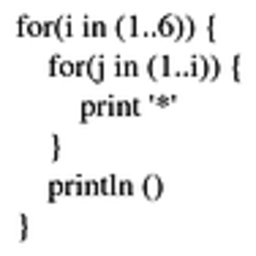 for(i in (1..6)) {
for(j in (1..i)) {
print '*'
}
println ()
}